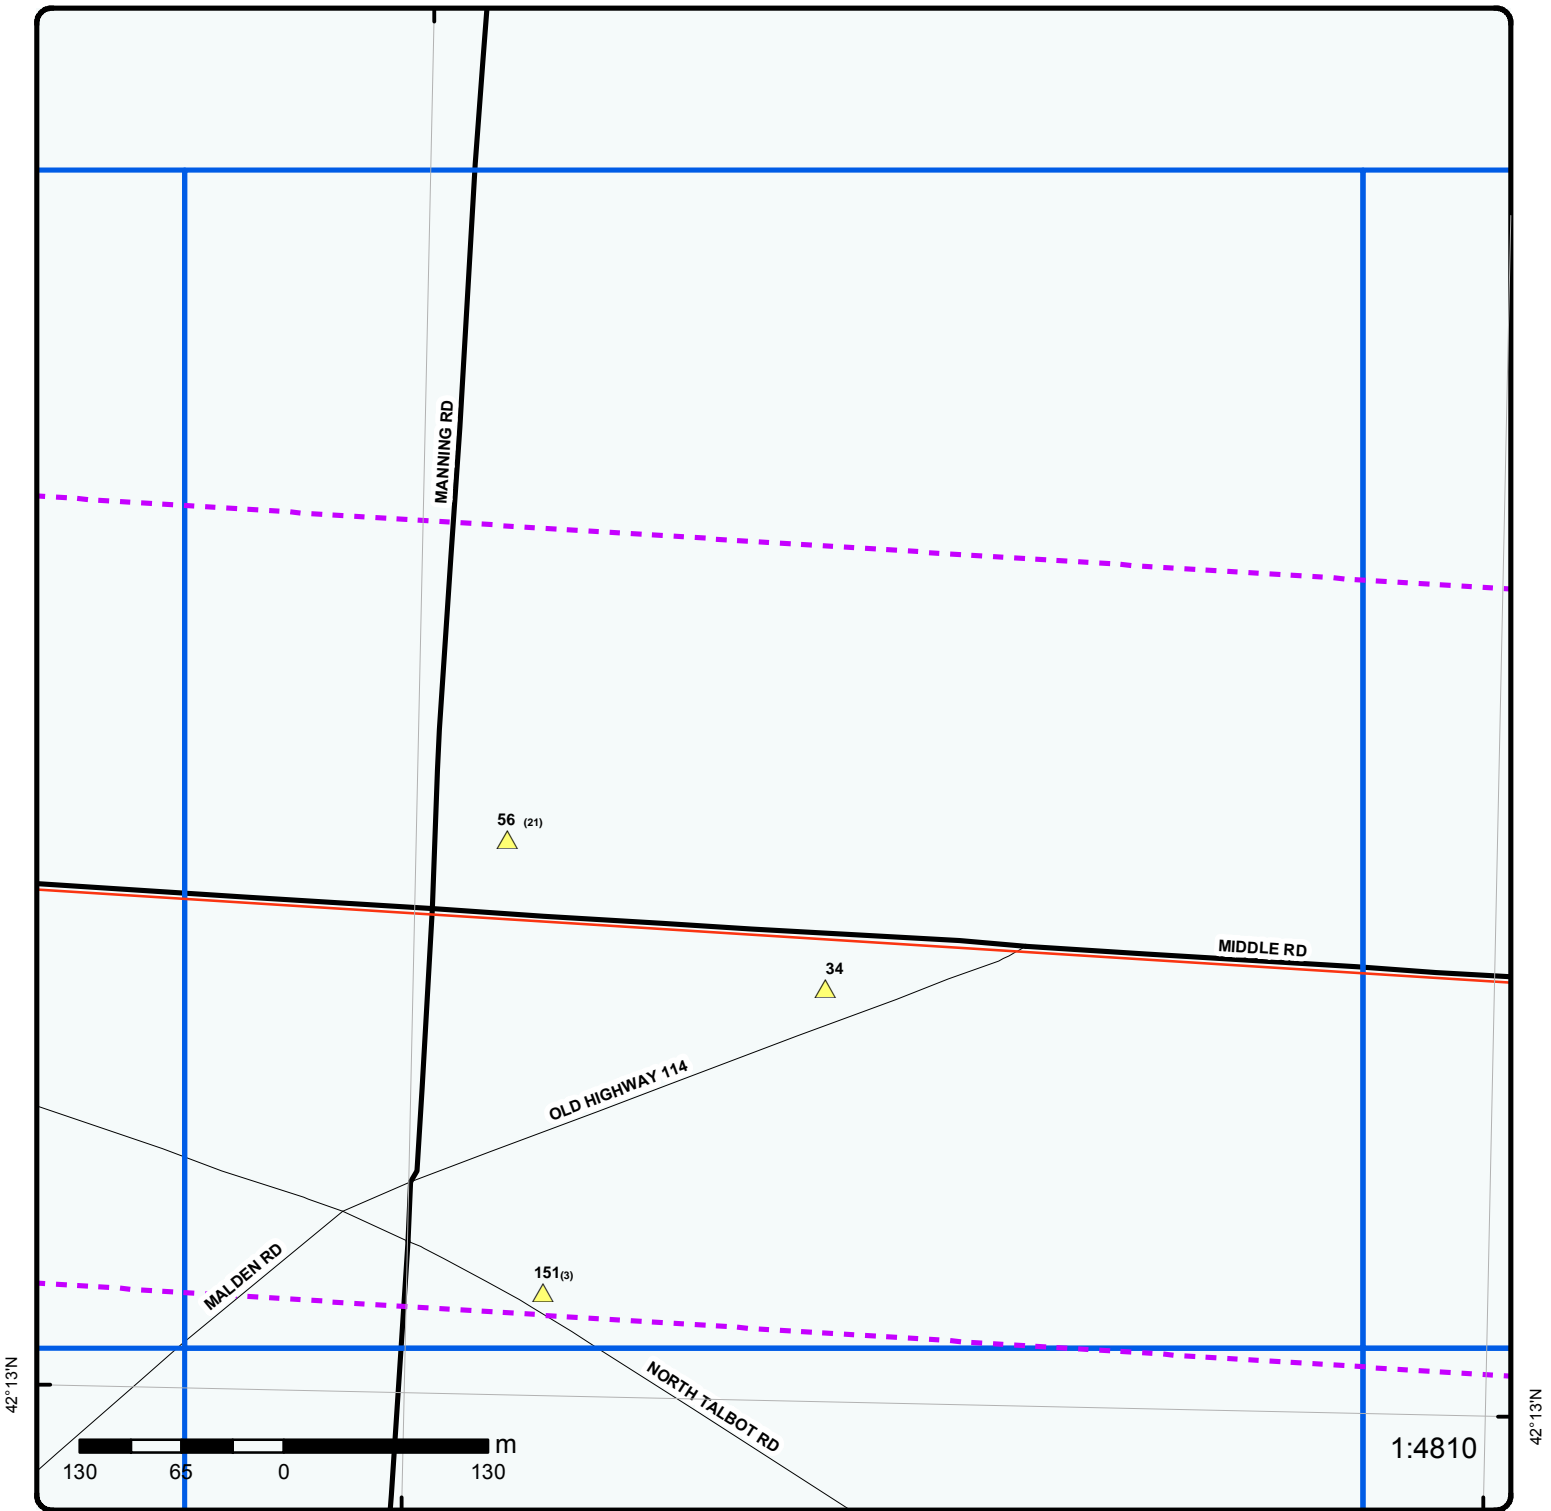 MANNING RD
56 (21)
MIDDLE RD
34
OLD HIGHWAY 114
MALDEN RD
151(3)
NORTH TALBOT RD
42°13'N
42°13'N
m
130 65 0 130
1:4810